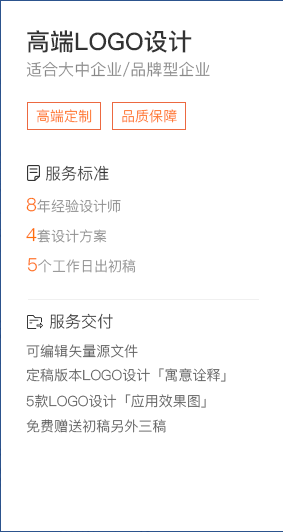 高端LOGO设计
适合大中企业/品牌型企业
高端定制 品质保障
服务标准
8年经验设计师
4套设计方案
5个工作日出初稿
服务交付
可编辑矢量源文件
定稿版本LOGO设计「寓意诠释」
5款LOGO设计「应用效果图」
免费赠送初稿另外三稿